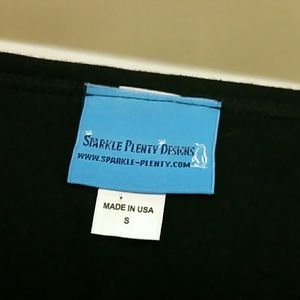 SPARKLE PLENTY DESIGNS
WWW.SPARKLE-PLENTY.COM
MADE IN USA
S